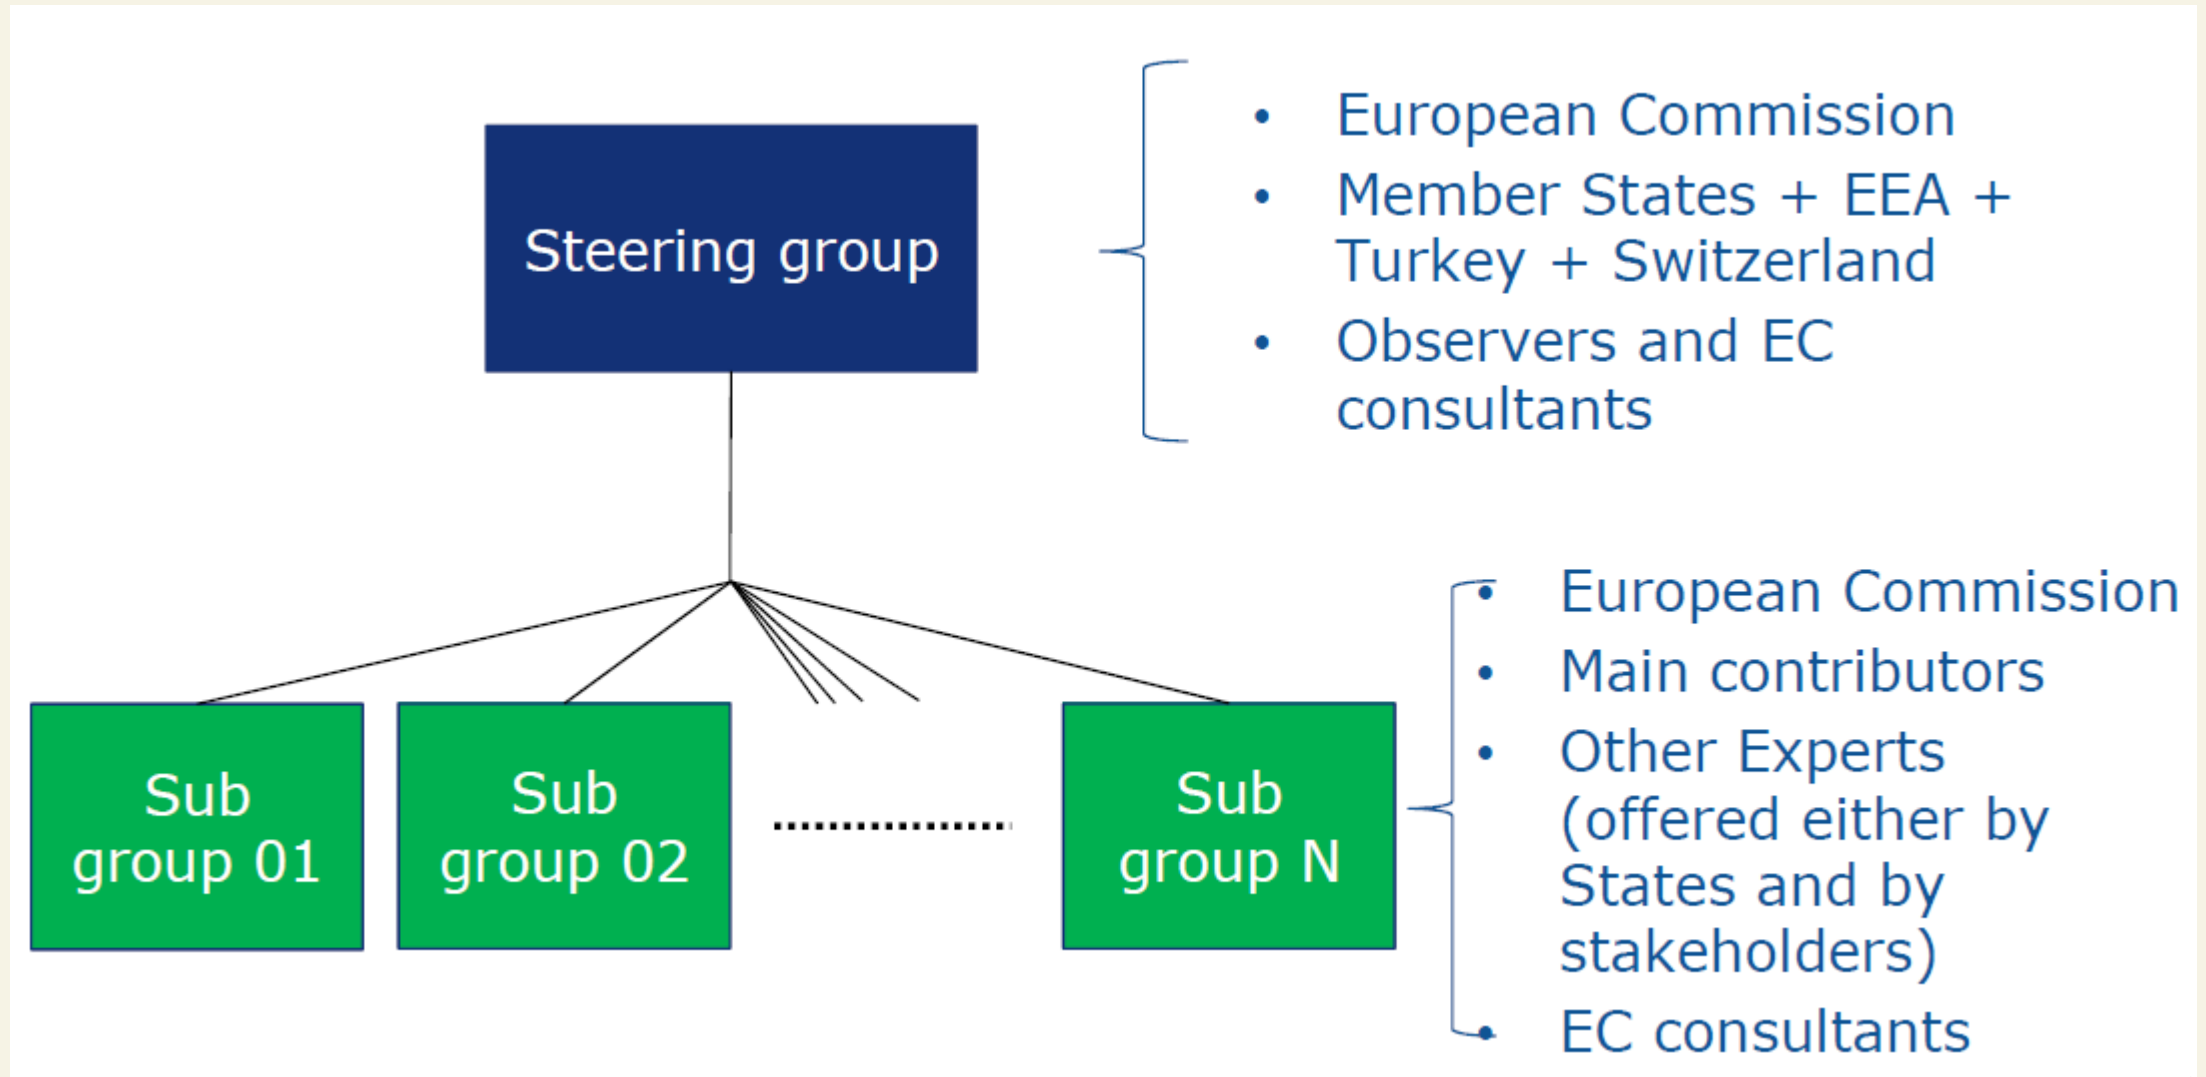 Steering group
• European Commission
• Member States + EEA +
Turkey + Switzerland
• Observers and EC
consultants
Sub
group 01
Sub
group 02
Sub
group N
• European Commission
• Main contributors
• Other Experts
(offered either by
States and by
stakeholders)
• EC consultants